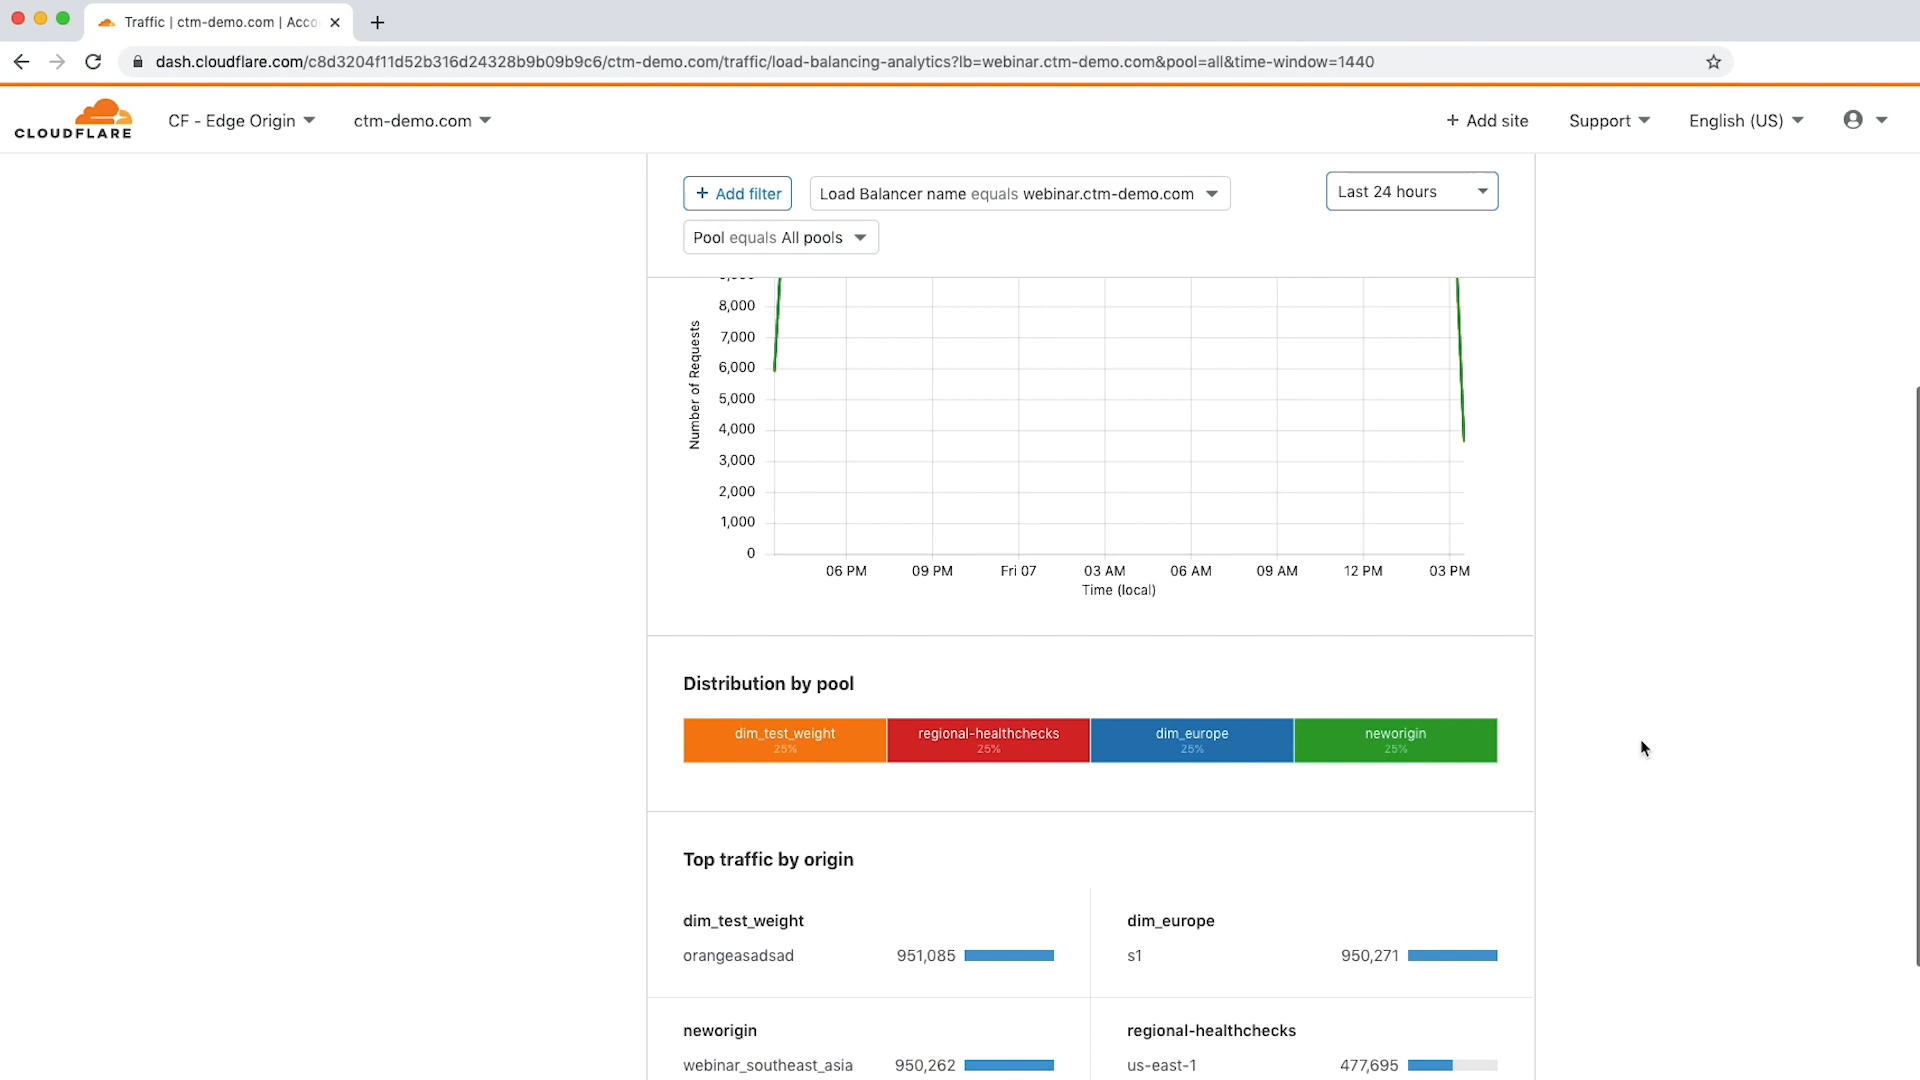 Traffic | ctm-demo.com | Acco
dash.cloudflare.com/c8d3204f11d52b316d24328b9b09b9c6/ctm-demo.com/traffic/load-balancing-analytics?lb=webinar.ctm-demo.com&pool=all&time-window=1440
CLOUDFLARE
CF - Edge Origin
ctm-demo.com
+ Add site
Support
English (US)
+ Add filter
Load Balancer name equals webinar.ctm-demo.com
Last 24 hours
Pool equals All pools
Number of Requests
8,000
7,000
6,000
5,000
4,000
3,000
2,000
1,000
0
06 PM 09 PM Fri 07 03 AM 06 AM 09 AM 12 PM 03 PM
Time (local)
Distribution by pool
dim_test_weight regional-healthchecks dim_europe neworigin
25% 25% 25% 25%
Top traffic by origin
dim_test_weight
orangeasadsad 951,085
dim_europe
s1 950,271
neworigin
webinar_southeast_asia 950,262
regional-healthchecks
us-east-1 477,695